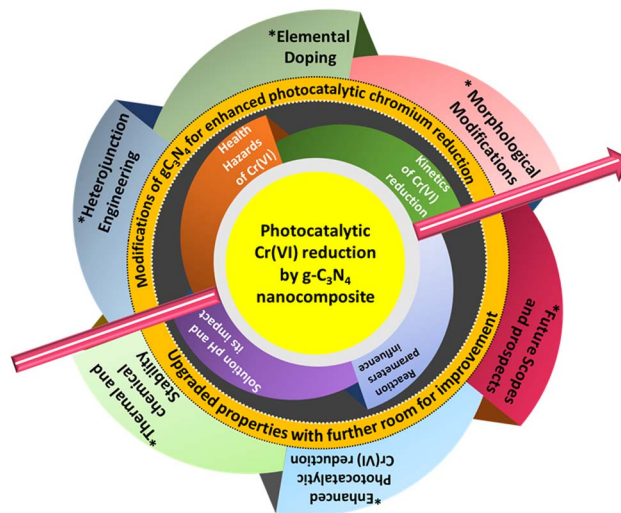 *Elemental
Doping
* Morphological
Modifications
*Heterojunction
Engineering
Modifications of gC₃N₄ for enhanced photocatalytic chromium reduction
Health
Hazards
of Cr(VI)
Kinetics
of Cr(VI)
reduction
Photocatalytic
Cr(VI) reduction
by g-C₃N₄
nanocomposite
Solution pH and
its impact
Reaction
parameters
influence
Upgraded properties with further room for improvement
*Future Scopes
and prospects
*Thermal and
chemical
Stability
*Enhanced
Photocatalytic
Cr(VI) reduction